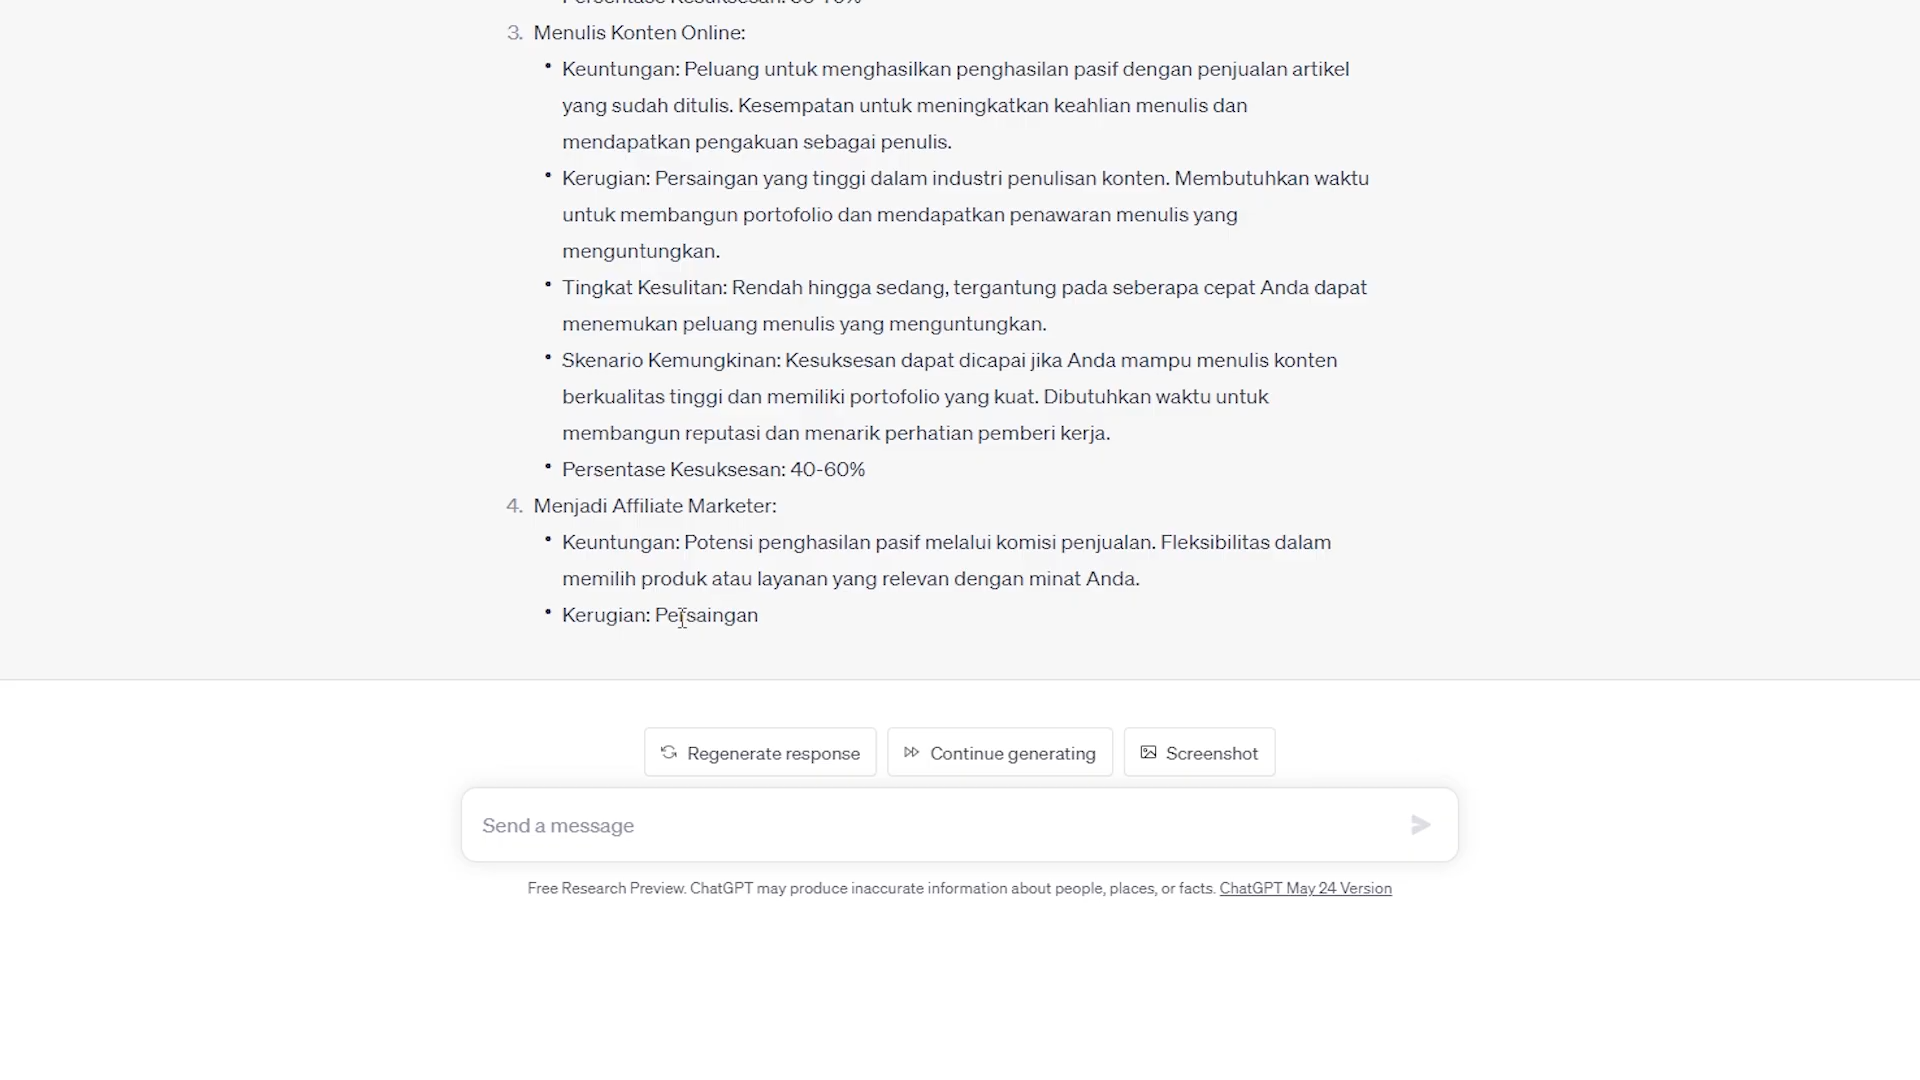 3. Menulis Konten Online:
• Keuntungan: Peluang untuk menghasilkan penghasilan pasif dengan penjualan artikel
yang sudah ditulis. Kesempatan untuk meningkatkan keahlian menulis dan
mendapatkan pengakuan sebagai penulis.
• Kerugian: Persaingan yang tinggi dalam industri penulisan konten. Membutuhkan waktu
untuk membangun portofolio dan mendapatkan penawaran menulis yang
menguntungkan.
• Tingkat Kesulitan: Rendah hingga sedang, tergantung pada seberapa cepat Anda dapat
menemukan peluang menulis yang menguntungkan.
• Skenario Kemungkinan: Kesuksesan dapat dicapai jika Anda mampu menulis konten
berkualitas tinggi dan memiliki portofolio yang kuat. Dibutuhkan waktu untuk
membangun reputasi dan menarik perhatian pemberi kerja.
• Persentase Kesuksesan: 40-60%
4. Menjadi Affiliate Marketer:
• Keuntungan: Potensi penghasilan pasif melalui komisi penjualan. Fleksibilitas dalam
memilih produk atau layanan yang relevan dengan minat Anda.
• Kerugian: Persaingan
Regenerate response
Continue generating
Screenshot
Send a message
Free Research Preview. ChatGPT may produce inaccurate information about people, places, or facts. ChatGPT May 24 Version